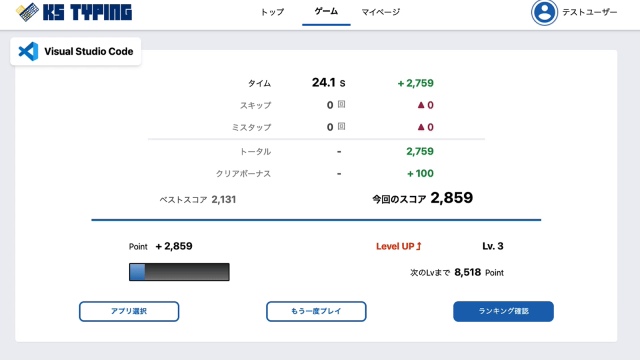 KS TYPING トップ ゲーム マイページ テストユーザー
Visual Studio Code
タイム 24.1 S +2,759
スキップ 0 回 ▲0
ミスタップ 0 回 ▲0
トータル - 2,759
クリアボーナス - +100
ベストスコア 2,131 今回のスコア 2,859
Point +2,859 Level UP⤴ Lv. 3
次のLvまで 8,518 Point
アプリ選択 もう一度プレイ ランキング確認